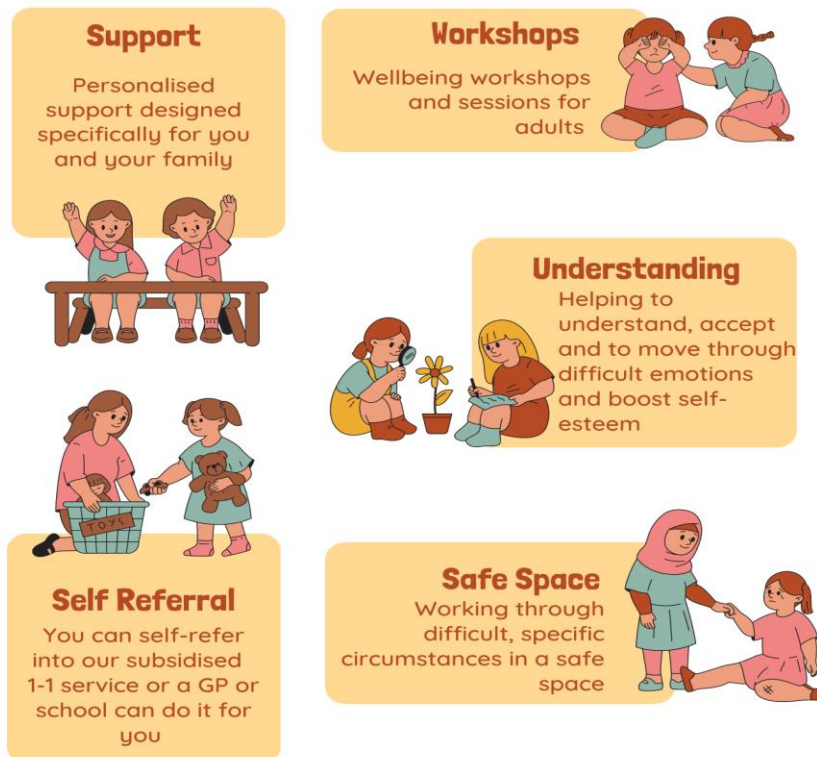 Support
Personalised
support designed
specifically for you
and your family
Workshops
Wellbeing workshops
and sessions for
adults
Understanding
Helping to
understand, accept
and to move through
difficult emotions
and boost self-
esteem
TOYS
Self Referral
You can self-refer
into our subsidised
1-1 service or a GP or
school can do it for
you
Safe Space
Working through
difficult, specific
circumstances in a safe
space